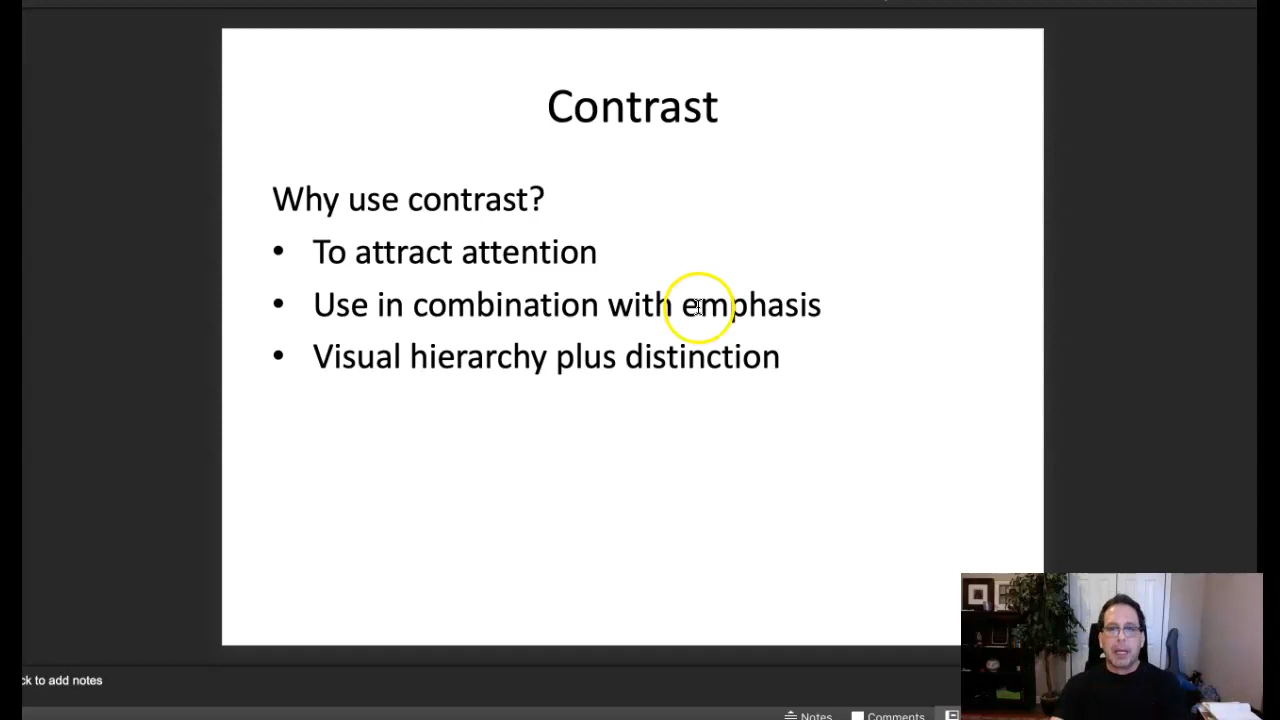 Contrast
Why use contrast?
• To attract attention
• Use in combination with emphasis
• Visual hierarchy plus distinction
ck to add notes
Notes
Comments